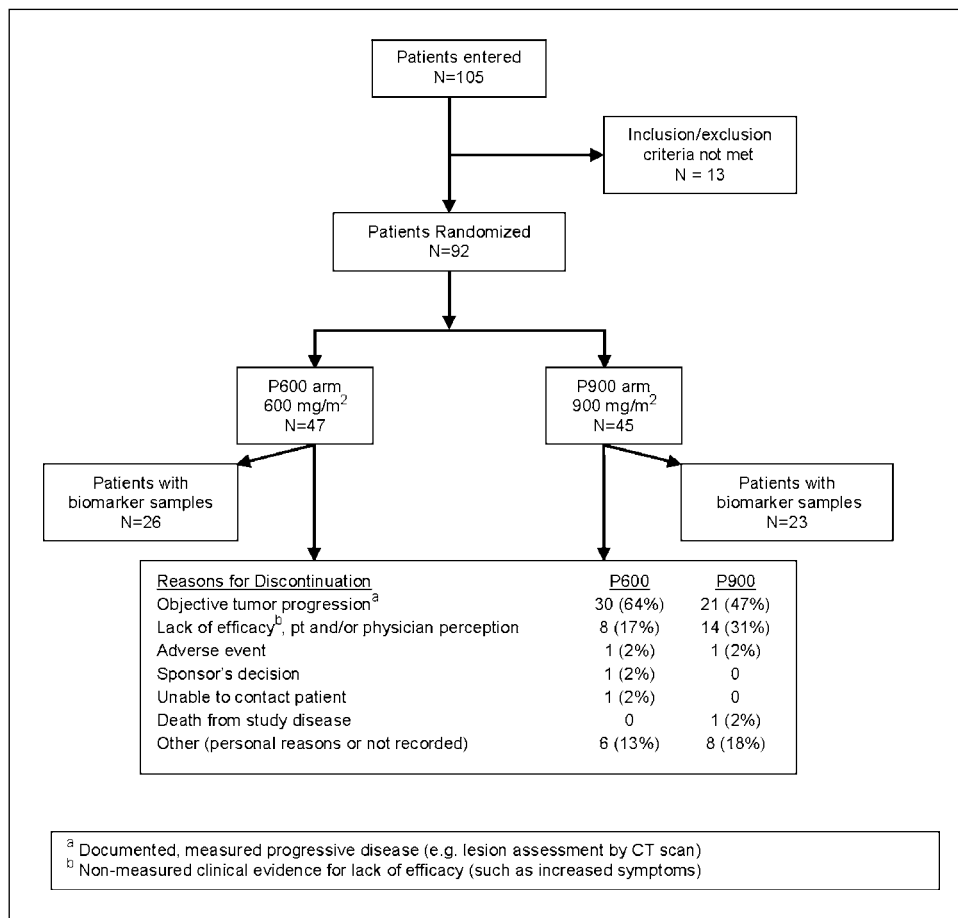 Patients entered
N=105
Inclusion/exclusion
criteria not met
N = 13
Patients Randomized
N=92
P600 arm
600 mg/m²
N=47
P900 arm
900 mg/m²
N=45
Patients with
biomarker samples
N=26
Patients with
biomarker samples
N=23
Reasons for Discontinuation P600 P900
Objective tumor progressionᵃ 30 (64%) 21 (47%)
Lack of efficacyᵇ, pt and/or physician perception 8 (17%) 14 (31%)
Adverse event 1 (2%) 1 (2%)
Sponsor's decision 1 (2%) 0
Unable to contact patient 1 (2%) 0
Death from study disease 0 1 (2%)
Other (personal reasons or not recorded) 6 (13%) 8 (18%)
ᵃ Documented, measured progressive disease (e.g. lesion assessment by CT scan)
ᵇ Non-measured clinical evidence for lack of efficacy (such as increased symptoms)